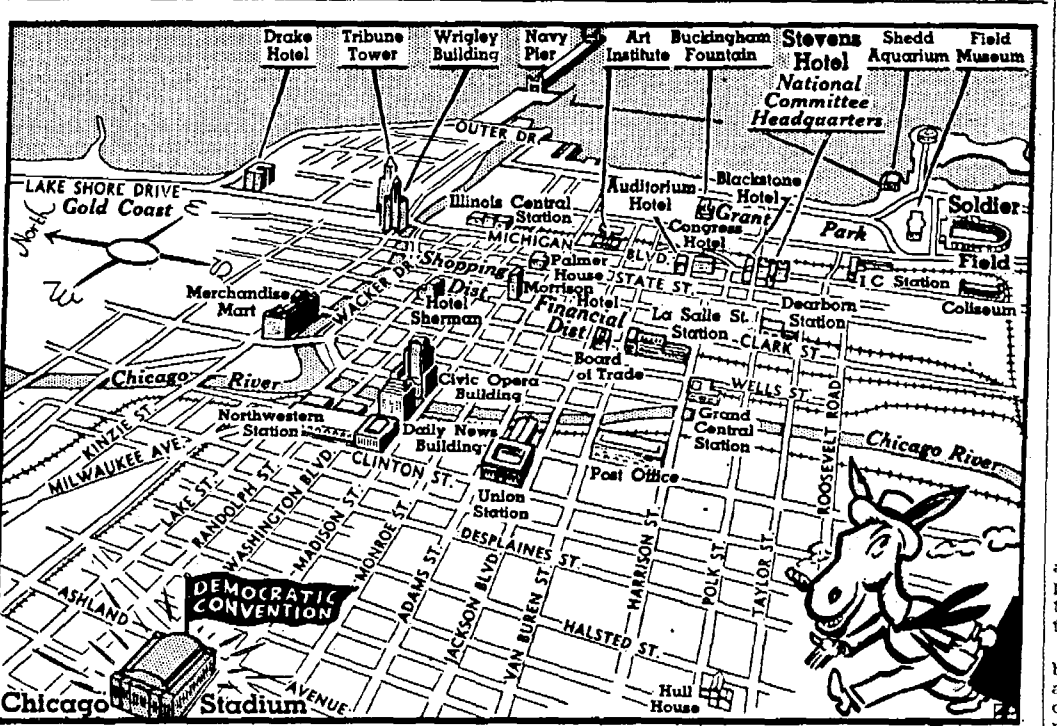 Drake
Hotel
Tribune
Tower
Wrigley
Building
Navy
Pier
Art
Institute
Buckingham
Fountain
Stevens
Hotel
National
Committee
Headquarters
Shedd
Aquarium
Field
Museum
OUTER DR.
LAKE SHORE DRIVE
Gold Coast
North
E
S
W
Illinois Central
Station
MICHIGAN
BLVD.
Auditorium
Hotel
Blackstone
Hotel
Grant
Park
Congress
Hotel
Soldier
Field
Shopping
Dist.
Palmer
House
STATE ST.
I C Station
Coliseum
Merchandise
Mart
WACKER DR.
Hotel
Sherman
Morrison
Hotel
Financial
Dist.
La Salle St.
Station
Dearborn
Station
CLARK ST.
Board
of Trade
Chicago River
Civic Opera
Building
WELLS ST.
Grand
Central
Station
ROOSEVELT ROAD
Chicago River
KINZIE ST.
MILWAUKEE AVE.
Northwestern
Station
Daily News
Building
CLINTON ST.
Union
Station
Post Office
LAKE ST.
RANDOLPH ST.
WASHINGTON BLVD.
MADISON ST.
MONROE ST.
ADAMS ST.
JACKSON BLVD.
VAN BUREN ST.
HARRISON ST.
POLK ST.
TAYLOR ST.
DESPLAINES ST.
HALSTED ST.
ASHLAND
AVENUE
DEMOCRATIC
CONVENTION
Chicago Stadium
Hull
House